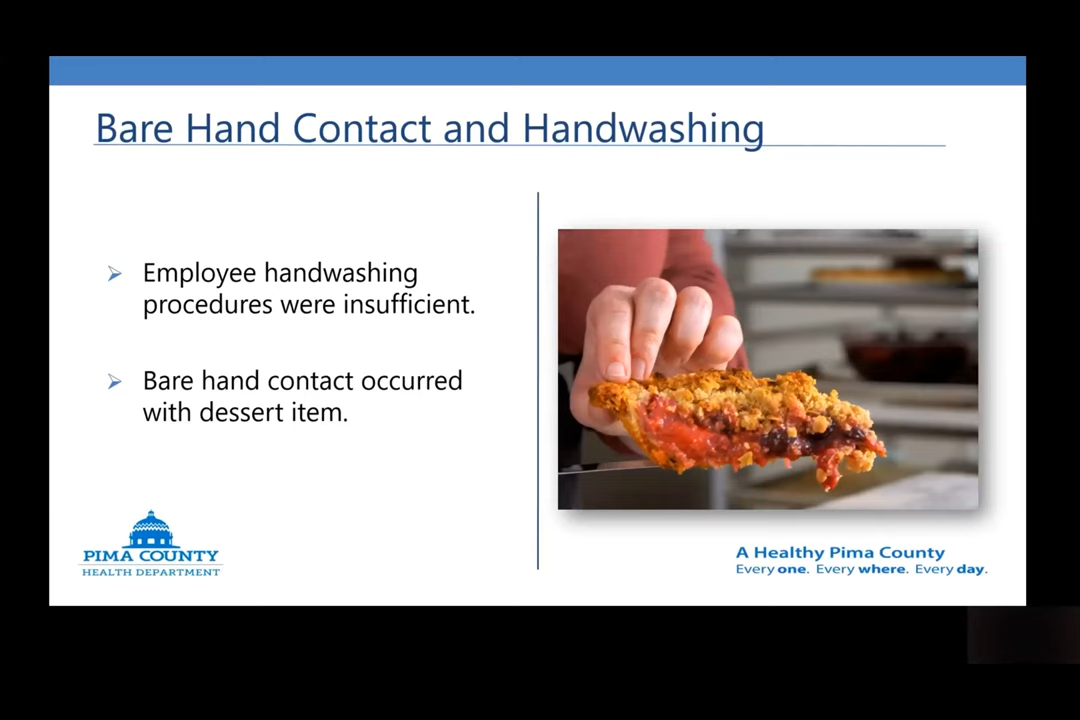 Bare Hand Contact and Handwashing
Employee handwashing
procedures were insufficient.
Bare hand contact occurred
with dessert item.
PIMA COUNTY
HEALTH DEPARTMENT
A Healthy Pima County
Every one. Every where. Every day.